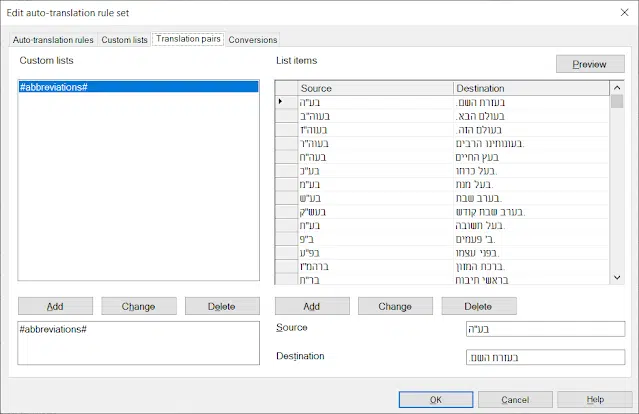 Edit auto-translation rule set
Auto-translation rules Custom lists Translation pairs Conversions
Custom lists
#abbreviations#
Add Change Delete
#abbreviations#
List items
Preview
Source Destination
בע"ה בעזרת השם.
בעוה"ב בעולם הבא.
בעוה"ז בעולם הזה.
בעוה"ר בעונותינו הרבים.
בעה"ח בעץ החיים
בע"כ בעל כרחו.
בע"מ בעל מנת.
בע"ש בערב שבת.
בעש"ק בערב שבת קודש.
בע"ת בעל תשובה.
ב"פ ב' פעמים.
בפ"ע בפני עצמו.
ברהמ"ז ברכת המזון.
בר"ת בראשי תיבות
Add Change Delete
Source בע"ה
Destination בעזרת השם.
OK Cancel Help